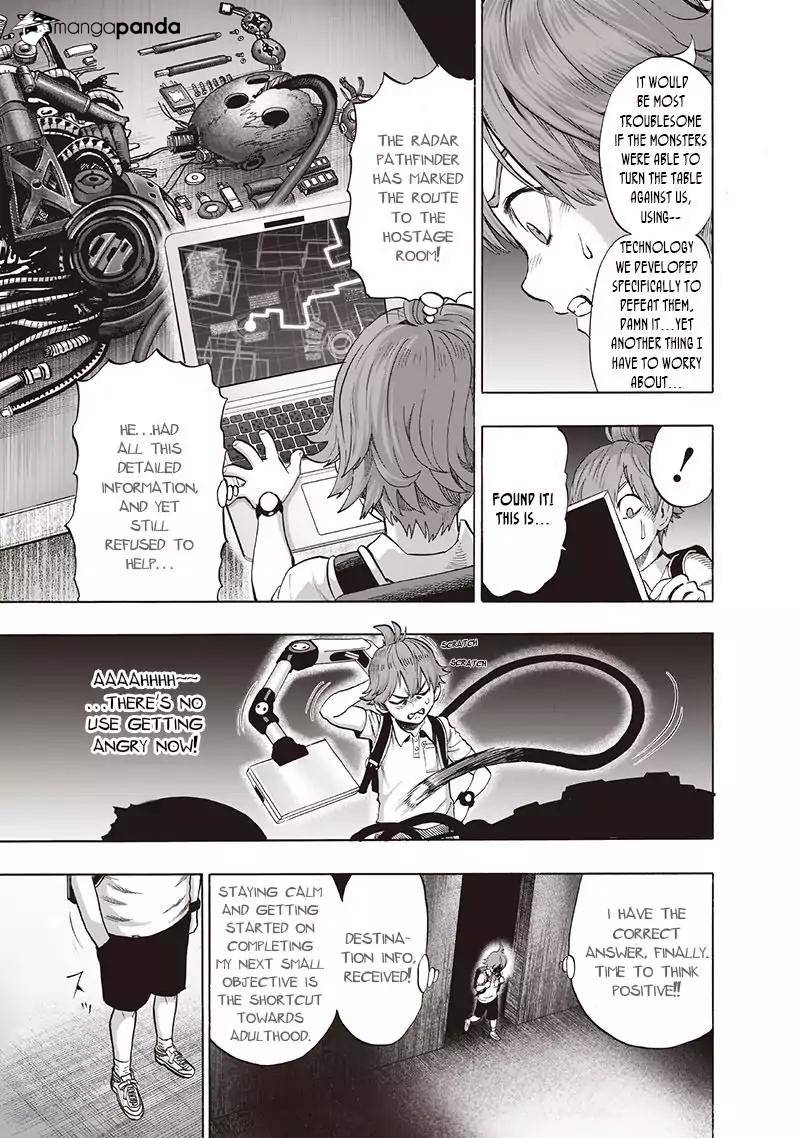 mangapanda
IT WOULD
BE MOST
TROUBLESOME
IF THE MONSTERS
WERE ABLE TO
TURN THE TABLE
AGAINST US,
USING--
TECHNOLOGY
WE DEVELOPED
SPECIFICALLY TO
DEFEAT THEM,
DAMN IT...YET
ANOTHER THING I
HAVE TO WORRY
ABOUT...
!
FOUND IT!
THIS IS...
THE RADAR
PATHFINDER
HAS MARKED
THE ROUTE
TO THE
HOSTAGE
ROOM!
HE...HAD
ALL THIS
DETAILED
INFORMATION,
AND YET
STILL
REFUSED TO
HELP...
SCRATCH
SCRATCH
AAAAHHHH~~
...THERE'S NO
USE GETTING
ANGRY NOW!
I HAVE THE
CORRECT
ANSWER, FINALLY.
TIME TO THINK
POSITIVE!!
DESTINA-
TION INFO,
RECEIVED!
STAYING CALM
AND GETTING
STARTED ON
COMPLETING
MY NEXT SMALL
OBJECTIVE IS
THE SHORTCUT
TOWARDS
ADULTHOOD.